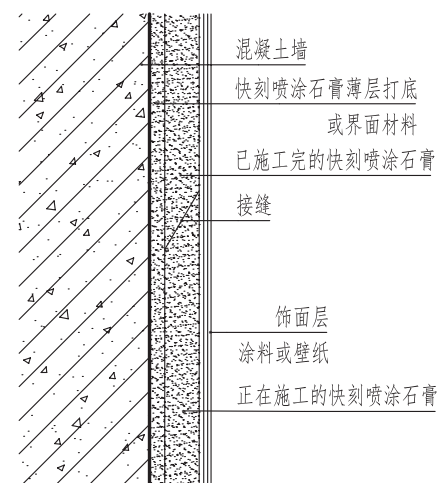 混凝土墙
快刻喷涂石膏薄层打底
或界面材料
已施工完的快刻喷涂石膏
接缝
饰面层
涂料或壁纸
正在施工的快刻喷涂石膏